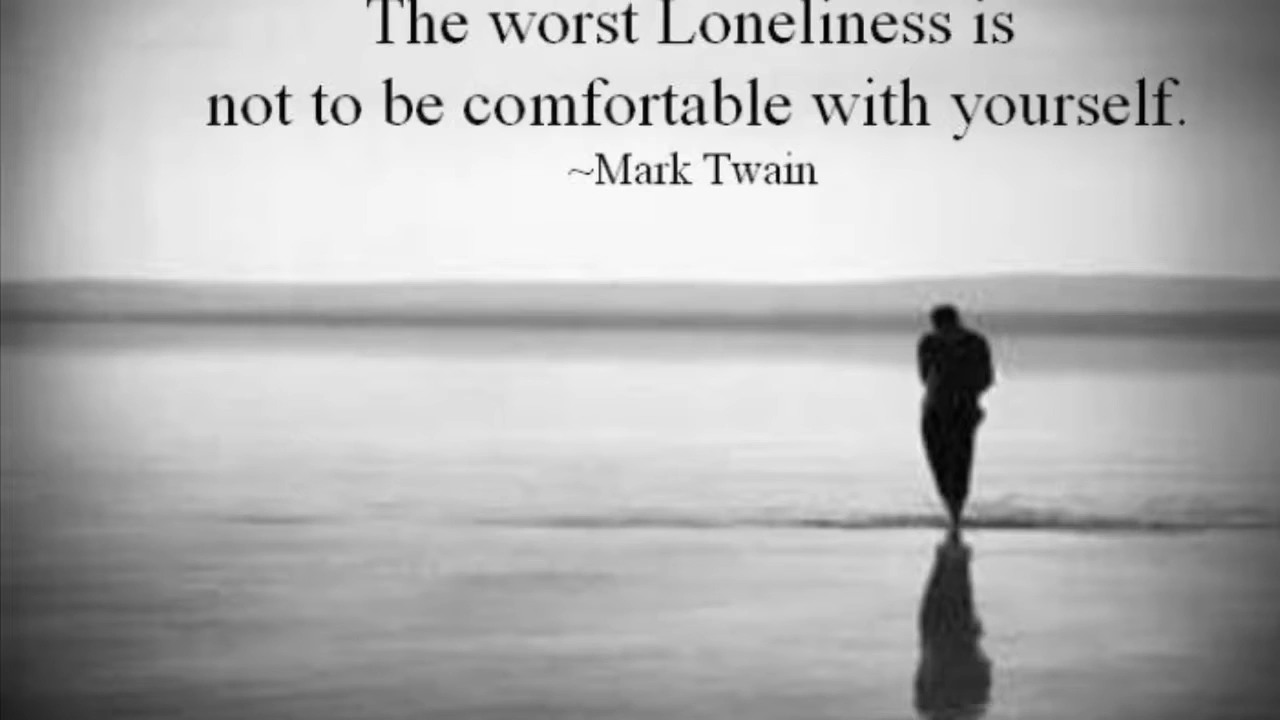 The worst Loneliness is
not to be comfortable with yourself.
~Mark Twain